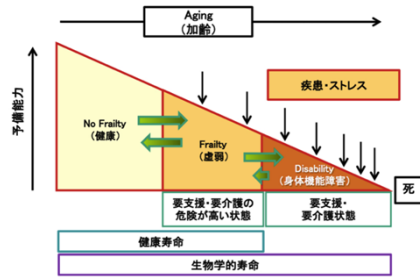 Aging
(加齢)
疾患・ストレス
予備能力
No Frailty
(健康)
Frailty
(虚弱)
Disability
(身体機能障害)
死
要支援・要介護の
危険が高い状態
要支援・
要介護状態
健康寿命
生物学的寿命